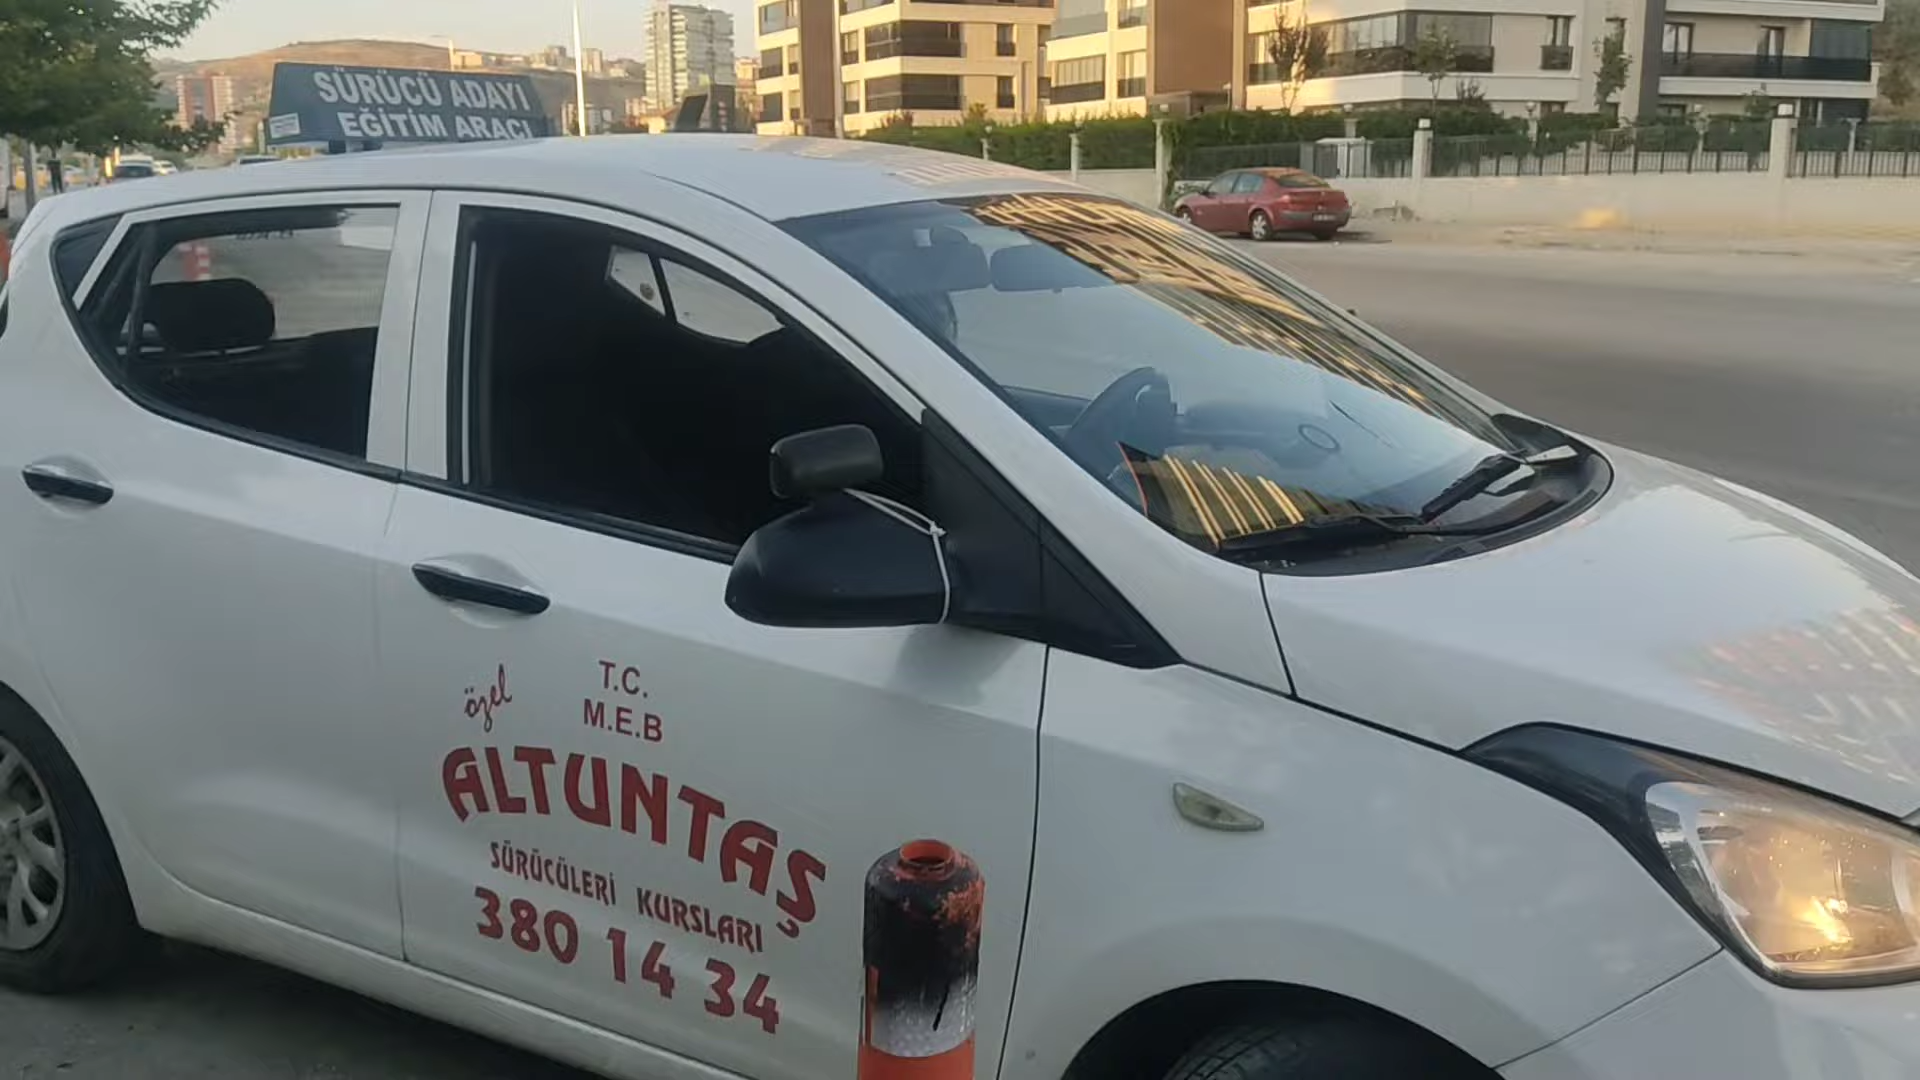 SÜRÜCÜ ADAYI
EĞİTİM ARACI
özel
T.C.
M.E.B
ALTUNTAŞ
SÜRÜCÜLERİ KURSLARI
380 14 34